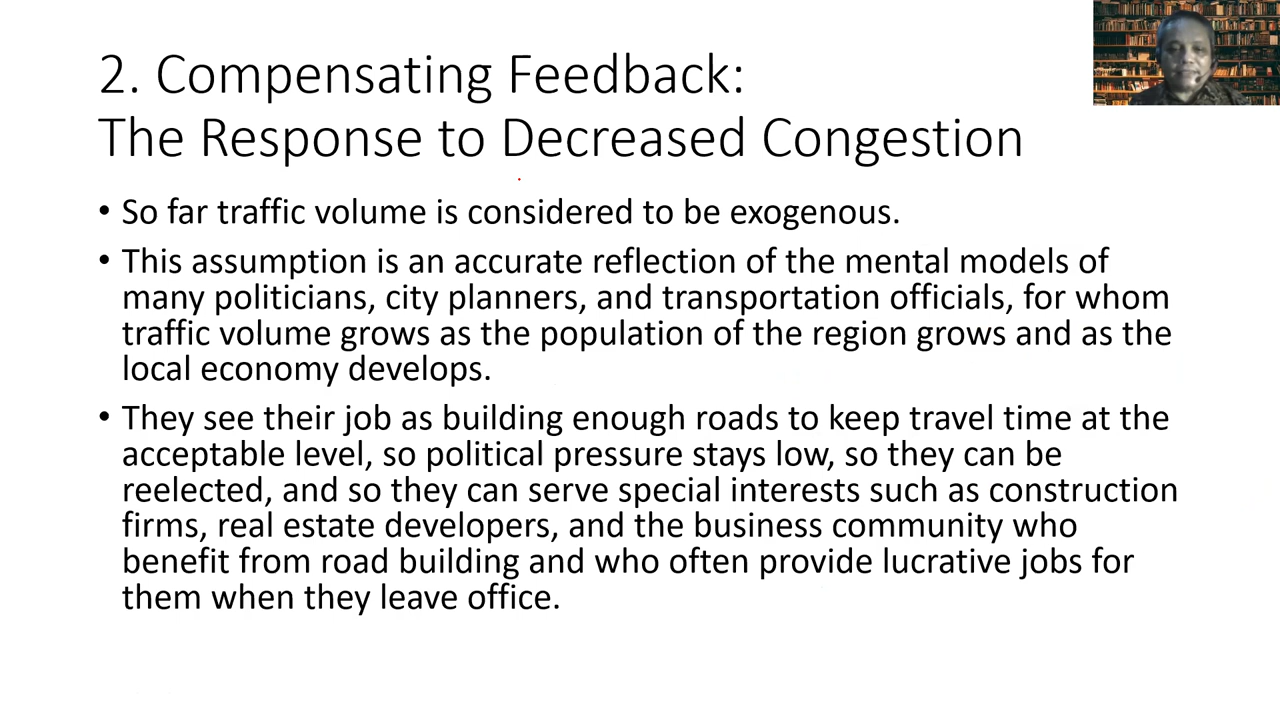 2. Compensating Feedback:
The Response to Decreased Congestion
• So far traffic volume is considered to be exogenous.
• This assumption is an accurate reflection of the mental models of
many politicians, city planners, and transportation officials, for whom
traffic volume grows as the population of the region grows and as the
local economy develops.
• They see their job as building enough roads to keep travel time at the
acceptable level, so political pressure stays low, so they can be
reelected, and so they can serve special interests such as construction
firms, real estate developers, and the business community who
benefit from road building and who often provide lucrative jobs for
them when they leave office.